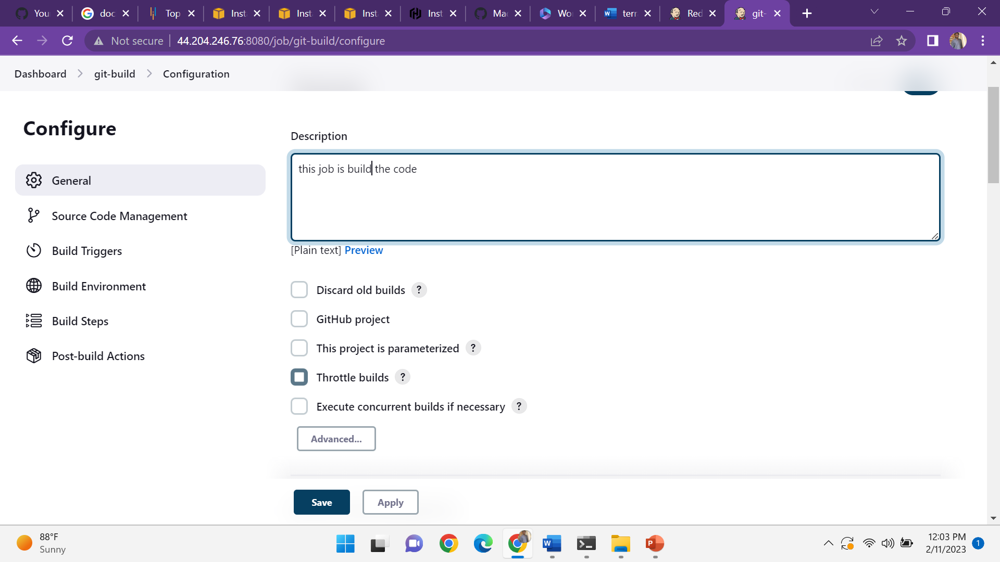 You
doc
Top
Inst
Inst
Inst
Inst
Ma
Wo
terr
Red
git-
Not secure
44.204.246.76:8080/job/git-build/configure
Dashboard
git-build
Configuration
Configure
General
Source Code Management
Build Triggers
Build Environment
Build Steps
Post-build Actions
Description
this job is build the code
[Plain text] Preview
Discard old builds ?
GitHub project
This project is parameterized ?
Throttle builds ?
Execute concurrent builds if necessary ?
Advanced...
Save
Apply
88°F
Sunny
12:03 PM
2/11/2023
1